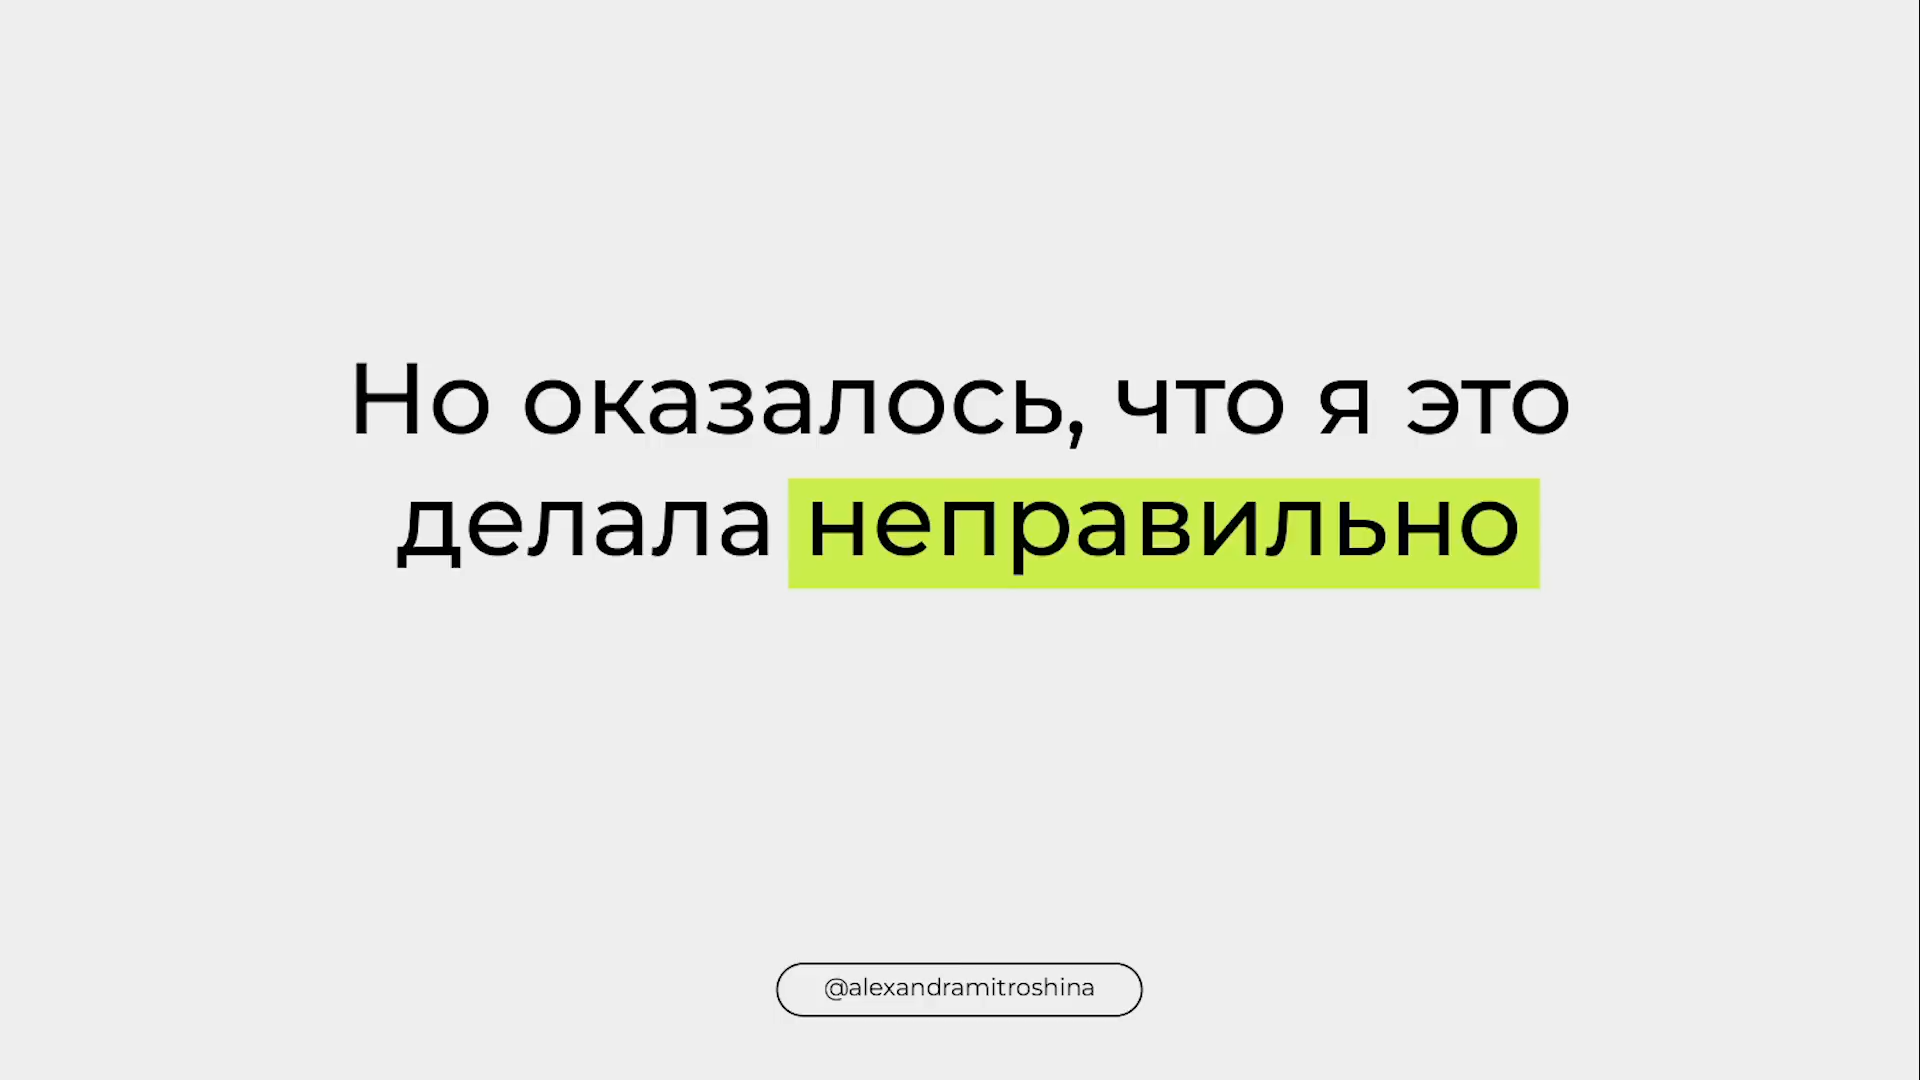 Но оказалось, что я это
делала неправильно
@alexandramitroshina